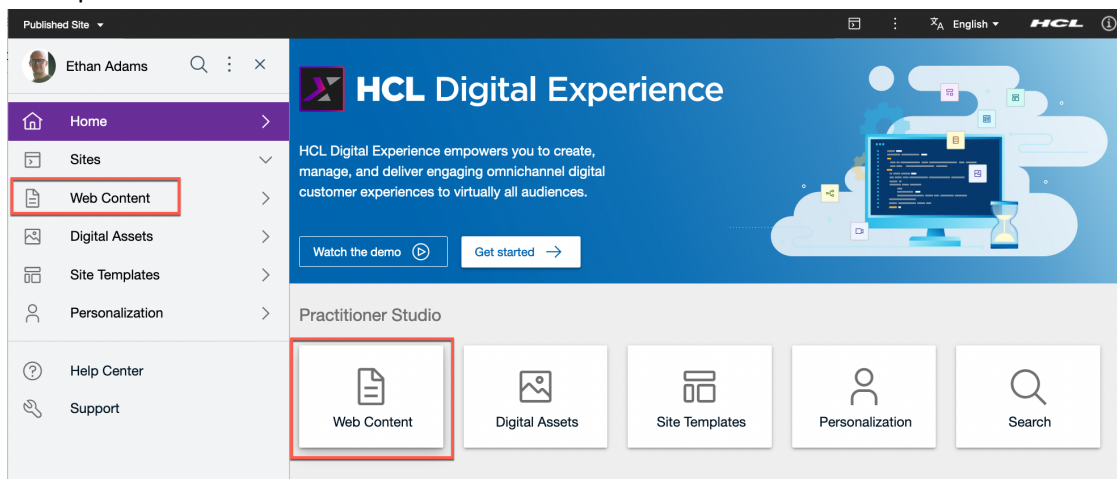 Published Site
English
HCL
Ethan Adams
Home
Sites
Web Content
Digital Assets
Site Templates
Personalization
Help Center
Support
HCL Digital Experience
HCL Digital Experience empowers you to create,
manage, and deliver engaging omnichannel digital
customer experiences to virtually all audiences.
Watch the demo
Get started
Practitioner Studio
Web Content
Digital Assets
Site Templates
Personalization
Search